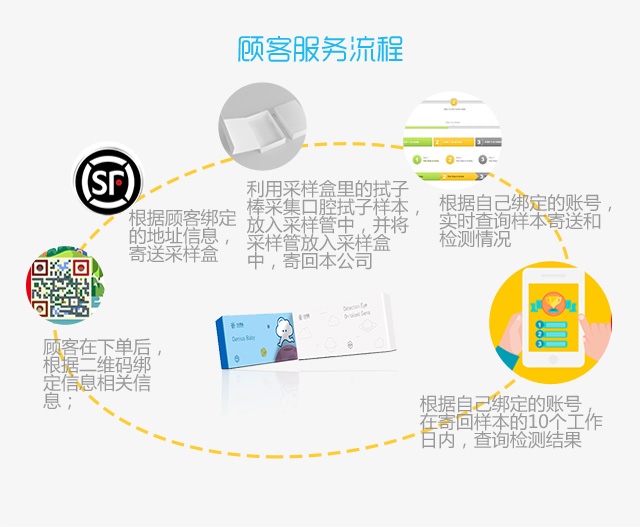 顾客服务流程
SF
根据顾客绑定
的地址信息，
寄送采样盒
利用采样盒里的拭子
棒采集口腔拭子样本，
放入采样管中，并将
采样管放入采样盒
中，寄回本公司
根据自己绑定的账号，
实时查询样本寄送和
检测情况
顾客在下单后，
根据二维码绑
定信息相关信
息；
Genius Baby
根据自己绑定的账号，
在寄回样本的10个工作
日内，查询检测结果